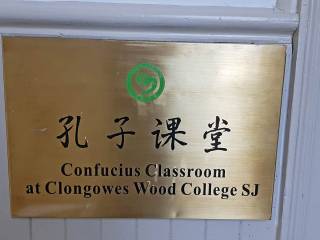 孔子课堂
Confucius Classroom
at Clongowes Wood College SJ